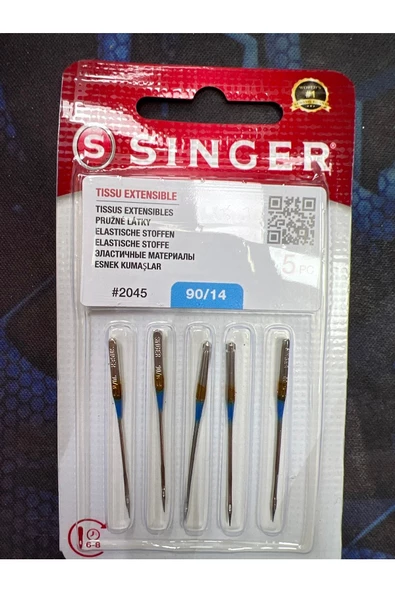 #1
S SINGER®
TISSU EXTENSIBLE
TISSUS EXTENSIBLES
PRUŽNÉ LÁTKY
ELASTISCHE STOFFEN
ELASTISCHE STOFFE
ЭЛАСТИЧНЫЕ МАТЕРИАЛЫ
ESNEK KUMAŞLAR
5 PC
#2045
90/14
6-8